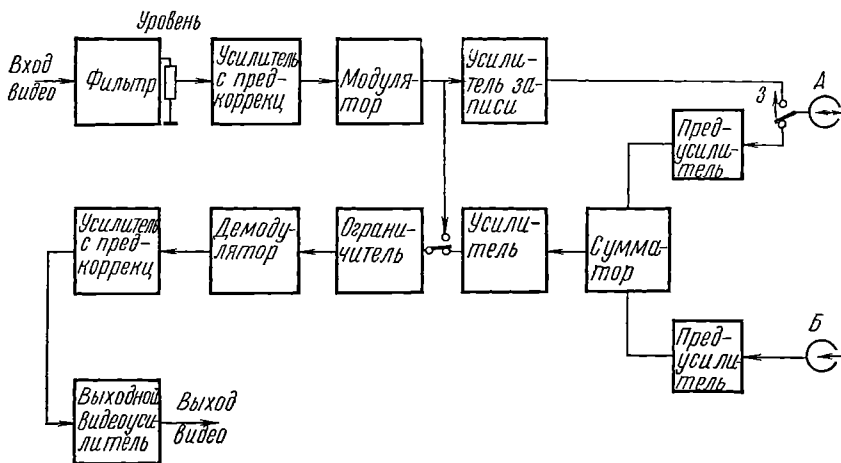 Уровень
Вход
видео
Фильтр
Усилитель
с пред-
коррекц
Модуля-
тор
Усили-
тель за-
писи
З
А
Пред-
усили-
тель
Усилитель
с пред-
коррекц
Демоду-
лятор
Ограни-
читель
Усили-
тель
Сумма-
тор
Б
Пред-
усили-
тель
Выходной
видеоуси-
литель
Выход
видео